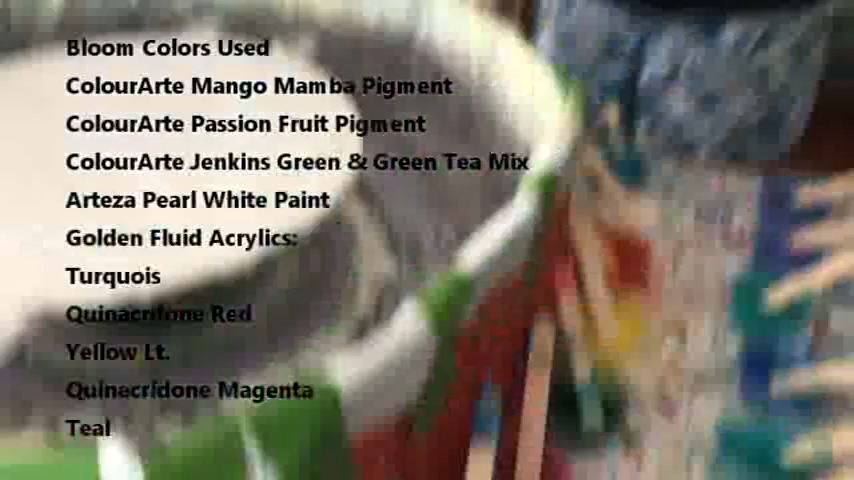 Bloom Colors Used
ColourArte Mango Mamba Pigment
ColourArte Passion Fruit Pigment
ColourArte Jenkins Green & Green Tea Mix
Arteza Pearl White Paint
Golden Fluid Acrylics:
Turquois
Quinacrifone Red
Yellow Lt.
Quinecridone Magenta
Teal